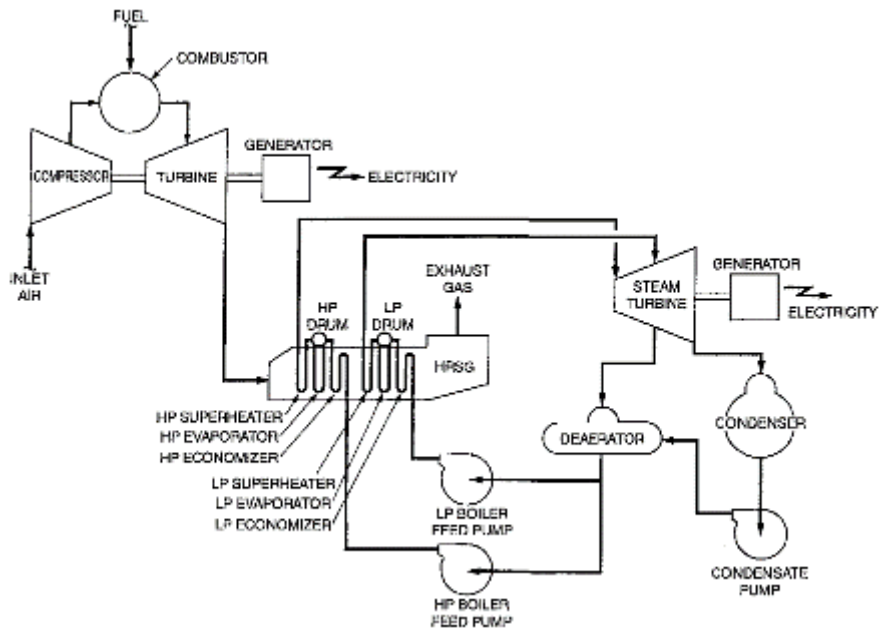 FUEL
COMBUSTOR
COMPRESSOR
TURBINE
GENERATOR
ELECTRICITY
INLET
AIR
EXHAUST
GAS
HP
DRUM
LP
DRUM
HRSG
STEAM
TURBINE
GENERATOR
ELECTRICITY
HP SUPERHEATER
HP EVAPORATOR
HP ECONOMIZER
LP SUPERHEATER
LP EVAPORATOR
LP ECONOMIZER
DEAERATOR
CONDENSER
LP BOILER
FEED PUMP
HP BOILER
FEED PUMP
CONDENSATE
PUMP